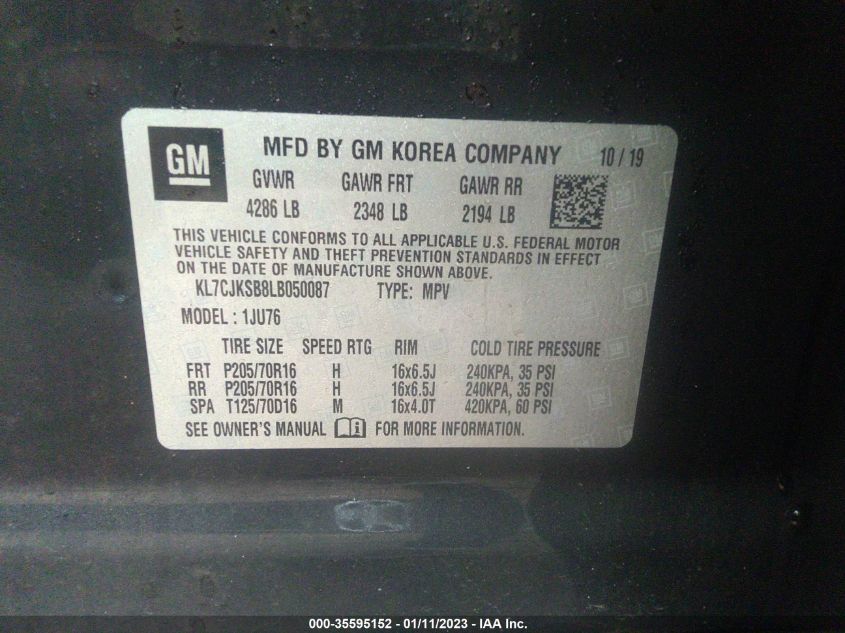 GM
MFD BY GM KOREA COMPANY 10 / 19
GVWR GAWR FRT GAWR RR
4286 LB 2348 LB 2194 LB
THIS VEHICLE CONFORMS TO ALL APPLICABLE U.S. FEDERAL MOTOR
VEHICLE SAFETY AND THEFT PREVENTION STANDARDS IN EFFECT
ON THE DATE OF MANUFACTURE SHOWN ABOVE.
KL7CJKSB8LB050087 TYPE: MPV
MODEL : 1JU76
TIRE SIZE SPEED RTG RIM COLD TIRE PRESSURE
FRT P205/70R16 H 16x6.5J 240KPA, 35 PSI
RR P205/70R16 H 16x6.5J 240KPA, 35 PSI
SPA T125/70D16 M 16x4.0T 420KPA, 60 PSI
SEE OWNER'S MANUAL FOR MORE INFORMATION.
000-35595152 - 01/11/2023 - IAA Inc.